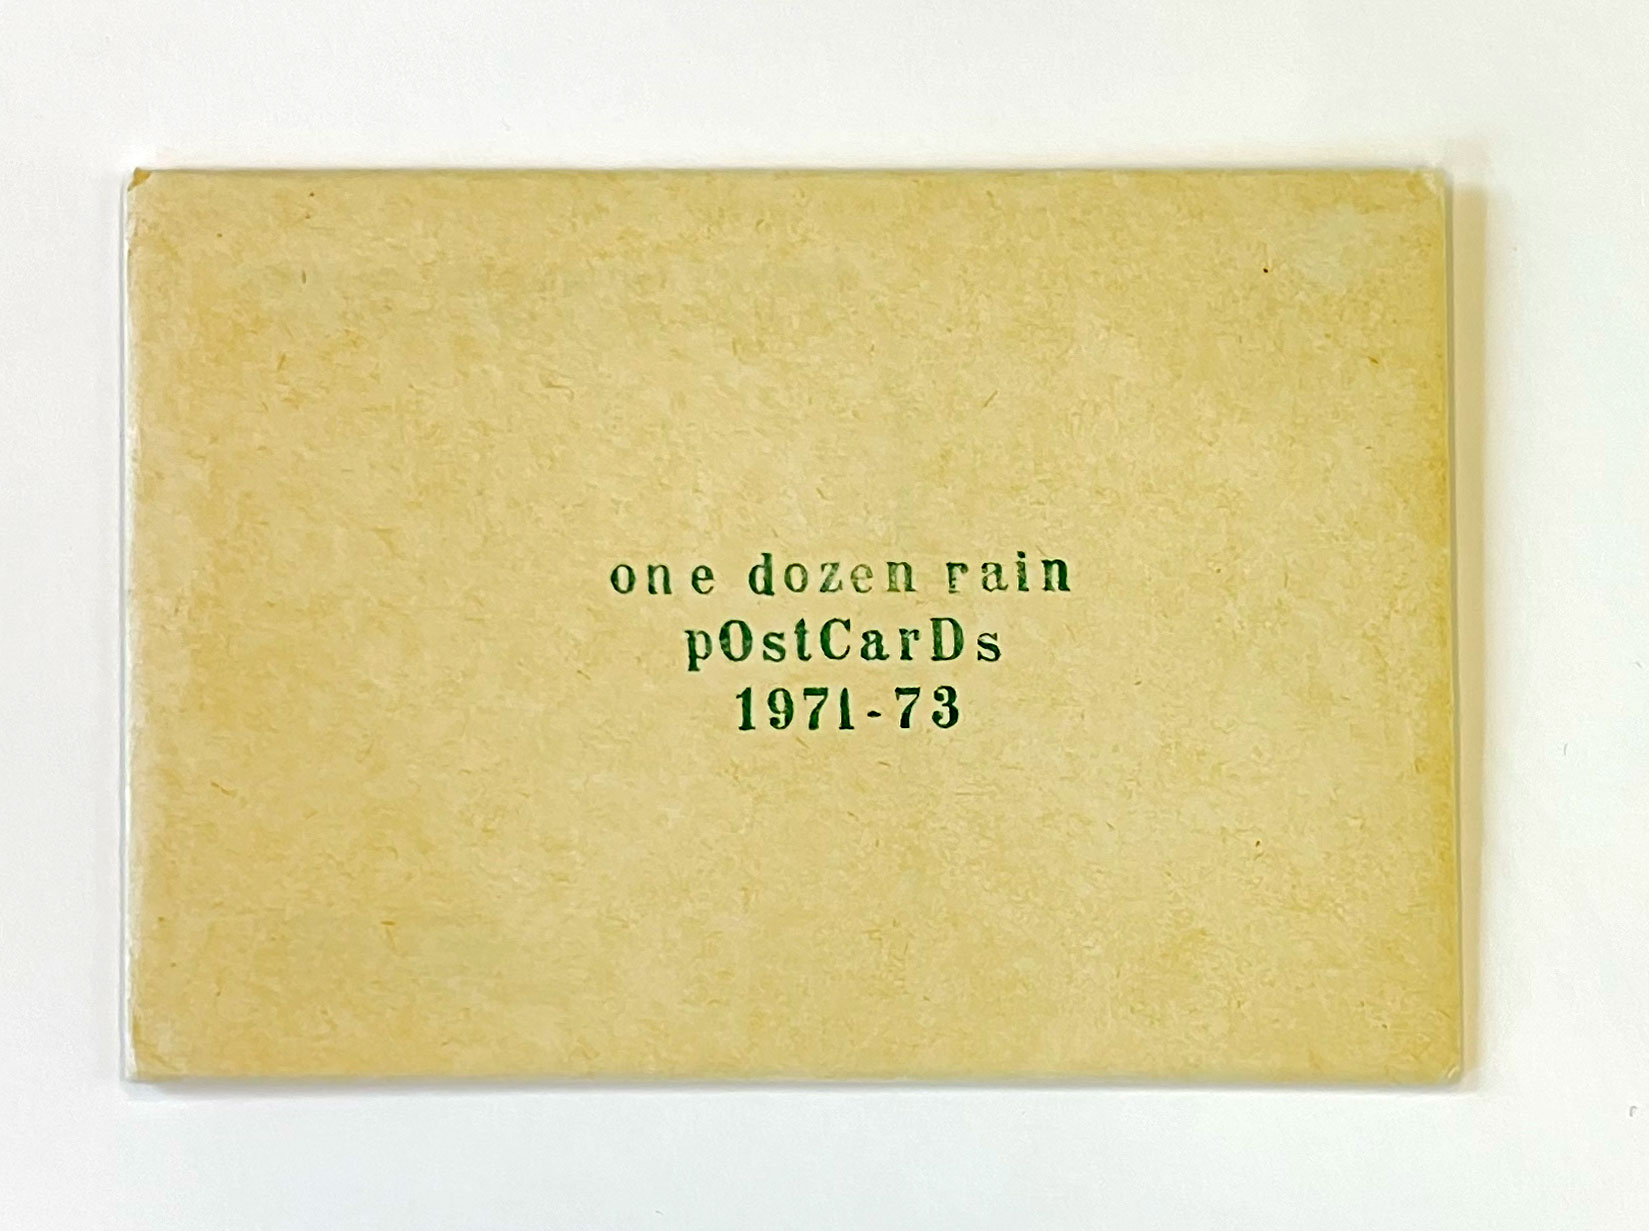 one dozen rain
pOstCarDs
1971-73